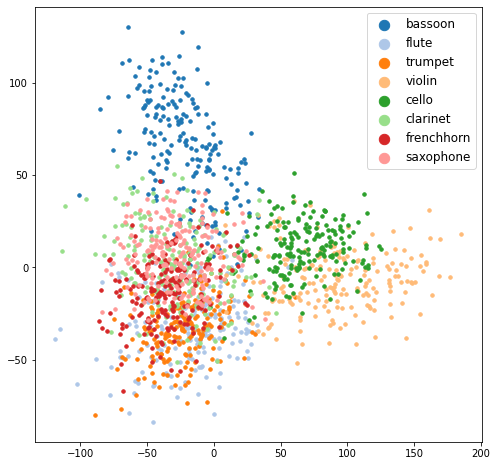 bassoon
flute
trumpet
violin
cello
clarinet
frenchhorn
saxophone
100
50
0
−50
−100
−50
0
50
100
150
200